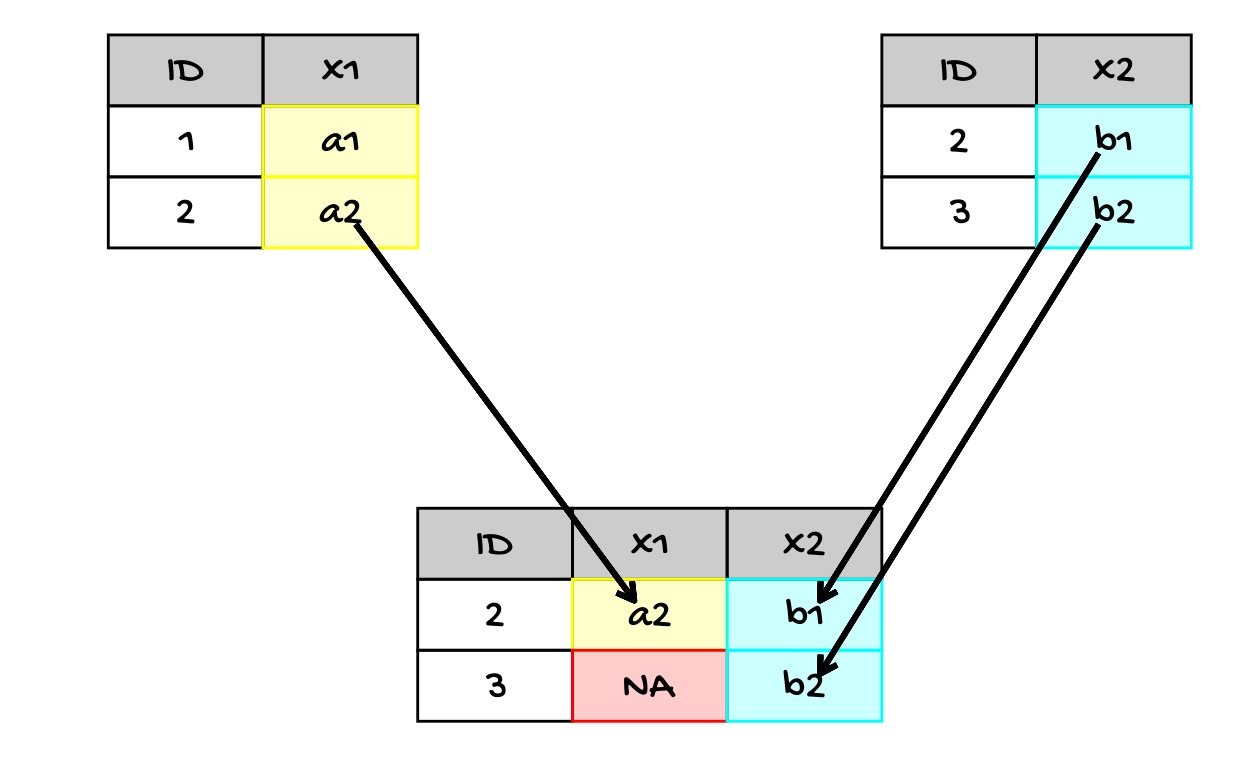 ID X1 ID X2
1 a1 2 b1
2 a2 3 b2
ID X1 X2
2 a2 b1
3 NA b2